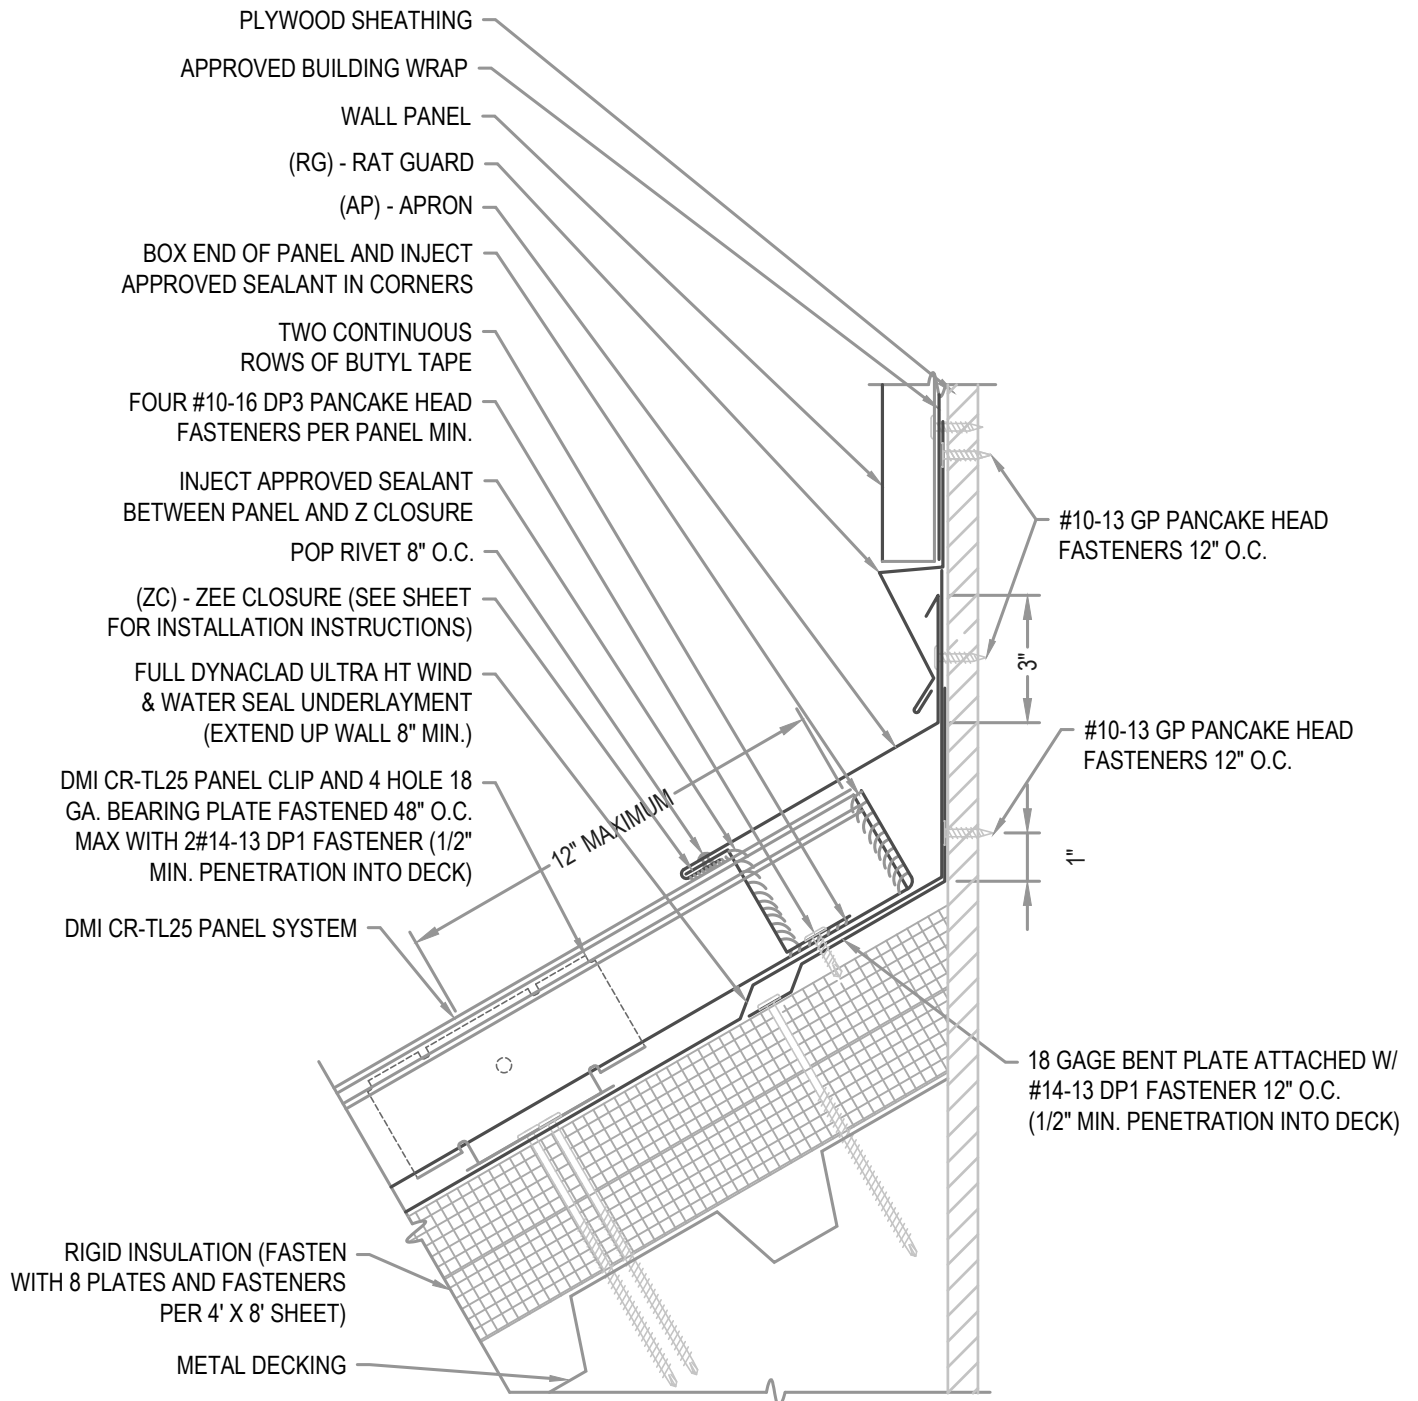 PLYWOOD SHEATHING
APPROVED BUILDING WRAP
WALL PANEL
(RG) - RAT GUARD
(AP) - APRON
BOX END OF PANEL AND INJECT
APPROVED SEALANT IN CORNERS
TWO CONTINUOUS
ROWS OF BUTYL TAPE
FOUR #10-16 DP3 PANCAKE HEAD
FASTENERS PER PANEL MIN.
INJECT APPROVED SEALANT
BETWEEN PANEL AND Z CLOSURE
POP RIVET 8" O.C.
(ZC) - ZEE CLOSURE (SEE SHEET
FOR INSTALLATION INSTRUCTIONS)
FULL DYNACLAD ULTRA HT WIND
& WATER SEAL UNDERLAYMENT
(EXTEND UP WALL 8" MIN.)
DMI CR-TL25 PANEL CLIP AND 4 HOLE 18
GA. BEARING PLATE FASTENED 48" O.C.
MAX WITH 2#14-13 DP1 FASTENER (1/2"
MIN. PENETRATION INTO DECK)
DMI CR-TL25 PANEL SYSTEM
RIGID INSULATION (FASTEN
WITH 8 PLATES AND FASTENERS
PER 4' X 8' SHEET)
METAL DECKING
12" MAXIMUM
#10-13 GP PANCAKE HEAD
FASTENERS 12" O.C.
3"
#10-13 GP PANCAKE HEAD
FASTENERS 12" O.C.
1"
18 GAGE BENT PLATE ATTACHED W/
#14-13 DP1 FASTENER 12" O.C.
(1/2" MIN. PENETRATION INTO DECK)